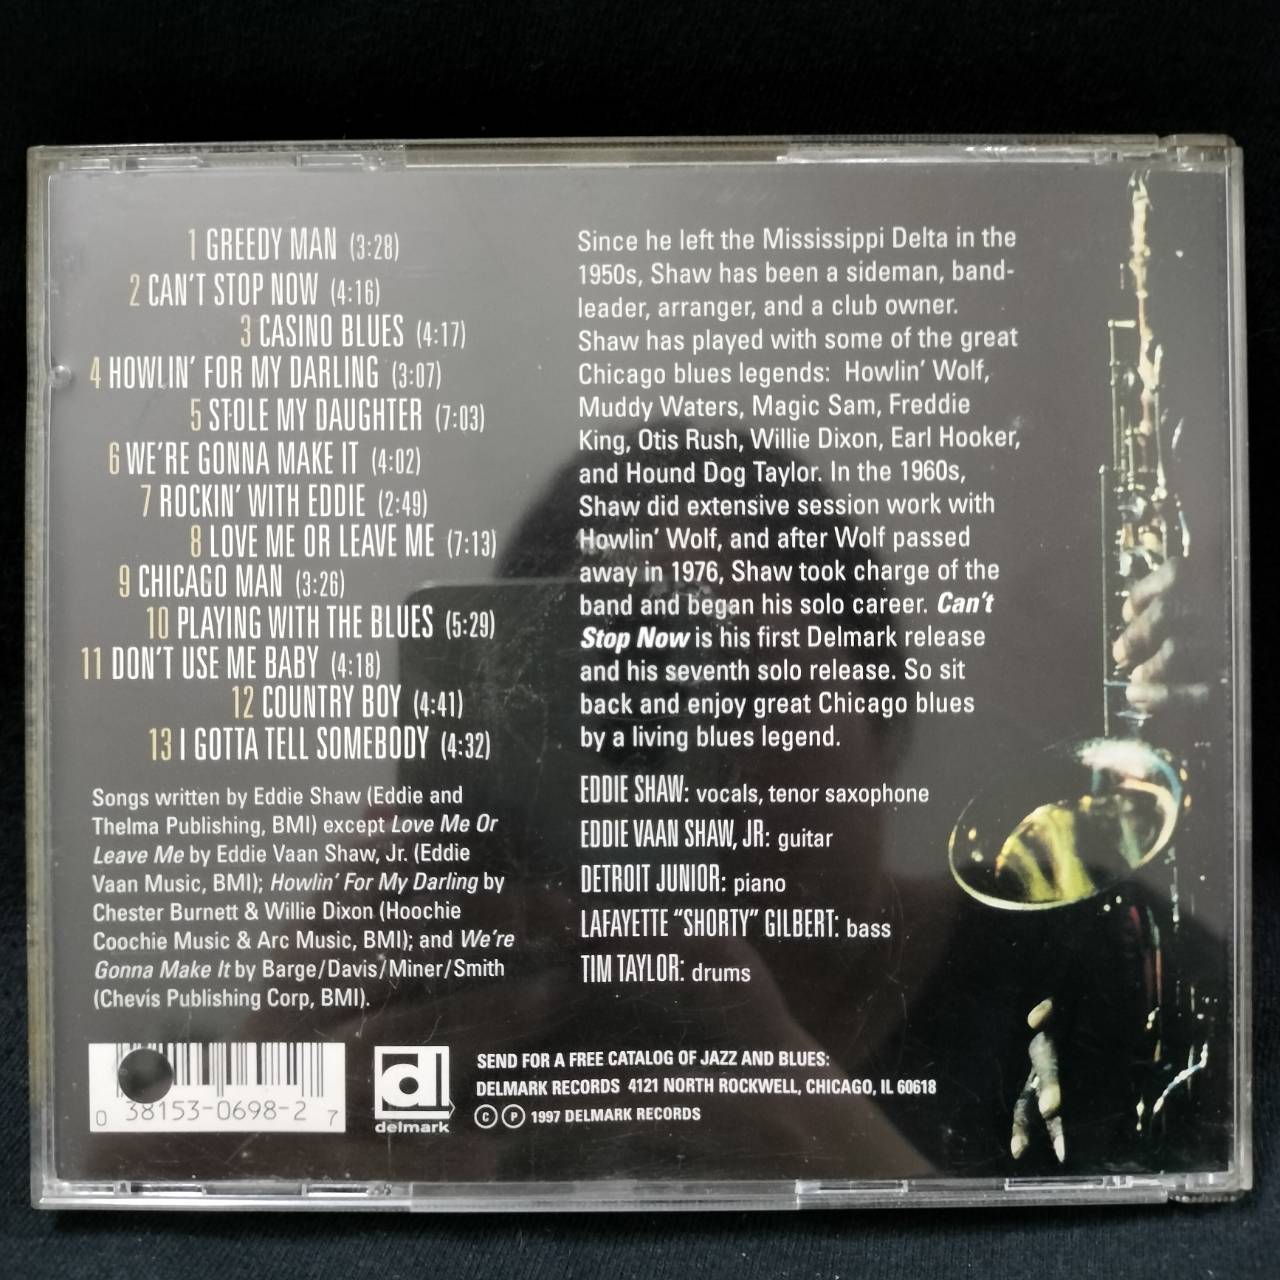 1 GREEDY MAN (3:28)
2 CAN'T STOP NOW (4:16)
3 CASINO BLUES (4:17)
4 HOWLIN' FOR MY DARLING (3:07)
5 STOLE MY DAUGHTER (7:03)
6 WE'RE GONNA MAKE IT (4:02)
7 ROCKIN' WITH EDDIE (2:49)
8 LOVE ME OR LEAVE ME (7:13)
9 CHICAGO MAN (3:26)
10 PLAYING WITH THE BLUES (5:29)
11 DON'T USE ME BABY (4:18)
12 COUNTRY BOY (4:41)
13 I GOTTA TELL SOMEBODY (4:32)
Songs written by Eddie Shaw (Eddie and
Thelma Publishing, BMI) except Love Me Or
Leave Me by Eddie Vaan Shaw, Jr. (Eddie
Vaan Music, BMI); Howlin' For My Darling by
Chester Burnett & Willie Dixon (Hoochie
Coochie Music & Arc Music, BMI); and We're
Gonna Make It by Barge/Davis/Miner/Smith
(Chevis Publishing Corp, BMI).
Since he left the Mississippi Delta in the
1950s, Shaw has been a sideman, band-
leader, arranger, and a club owner.
Shaw has played with some of the great
Chicago blues legends: Howlin' Wolf,
Muddy Waters, Magic Sam, Freddie
King, Otis Rush, Willie Dixon, Earl Hooker,
and Hound Dog Taylor. In the 1960s,
Shaw did extensive session work with
Howlin' Wolf, and after Wolf passed
away in 1976, Shaw took charge of the
band and began his solo career. Can't
Stop Now is his first Delmark release
and his seventh solo release. So sit
back and enjoy great Chicago blues
by a living blues legend.
EDDIE SHAW: vocals, tenor saxophone
EDDIE VAAN SHAW, JR: guitar
DETROIT JUNIOR: piano
LAFAYETTE "SHORTY" GILBERT: bass
TIM TAYLOR: drums
0 38153-0698-2 7
d
delmark
SEND FOR A FREE CATALOG OF JAZZ AND BLUES:
DELMARK RECORDS 4121 NORTH ROCKWELL, CHICAGO, IL 60618
© ℗ 1997 DELMARK RECORDS